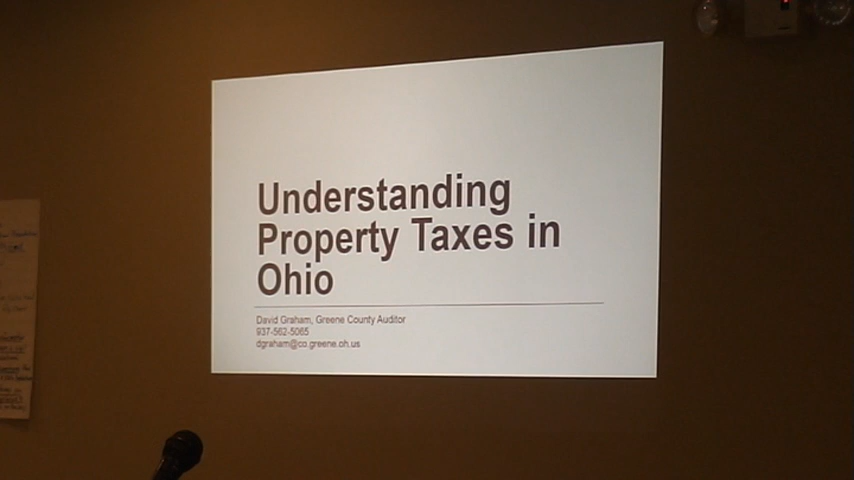 Understanding
Property Taxes in
Ohio
David Graham, Greene County Auditor
937-562-5065
dgraham@co.greene.oh.us